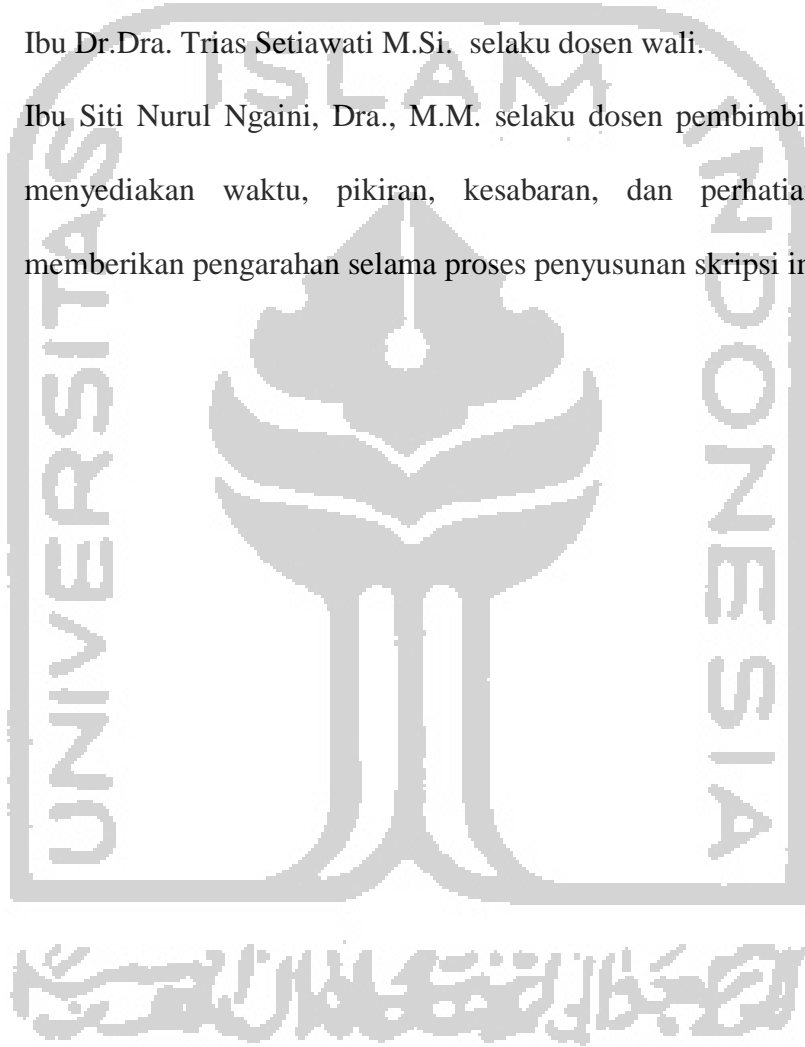 Ibu Dr.Dra. Trias Setiawati M.Si. selaku dosen wali.
Ibu Siti Nurul Ngaini, Dra., M.M. selaku dosen pembimbi
menyediakan waktu, pikiran, kesabaran, dan perhatia
memberikan pengarahan selama proses penyusunan skripsi i
UNIVERSITAS
ISLAM
INDONESIA